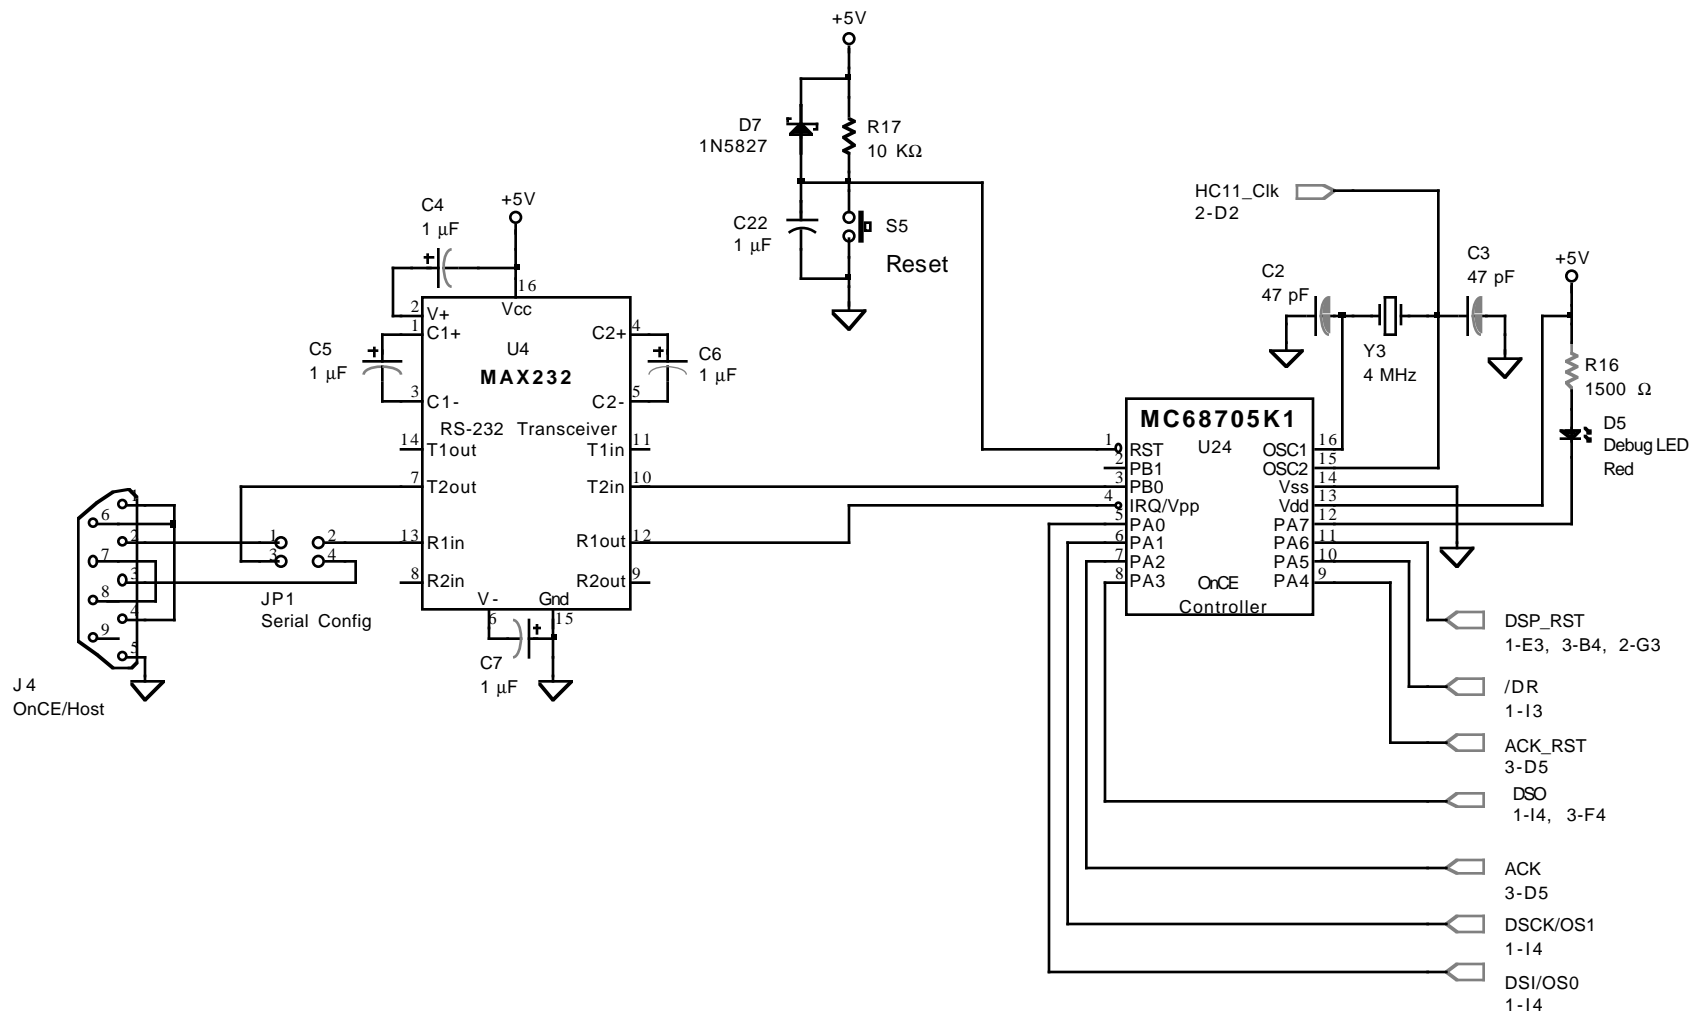 +5V
D7
1N5827
R17
10 KΩ
C22
1 µF
S5
Reset
HC11_Clk
2-D2
C2
47 pF
Y3
4 MHz
C3
47 pF
+5V
R16
1500 Ω
D5
Debug LED
Red
C4
1 µF
+5V
16
Vcc
2
V+
1
C1+
C5
1 µF
3
C1-
U4
MAX232
RS-232 Transceiver
4
C2+
C6
1 µF
5
C2-
14
T1out
11
T1in
7
T2out
10
T2in
13
R1in
12
R1out
8
R2in
9
R2out
V-
6
Gnd
15
C7
1 µF
1
6
2
7
3
8
4
9
5
J4
OnCE/Host
1
2
3
4
JP1
Serial Config
MC68705K1
U24
OnCE
Controller
1
RST
2
PB1
3
PB0
4
IRQ/Vpp
5
PA0
6
PA1
7
PA2
8
PA3
OSC1
16
OSC2
15
Vss
14
Vdd
13
PA7
12
PA6
11
PA5
10
PA4
9
DSP_RST
1-E3, 3-B4, 2-G3
/DR
1-I3
ACK_RST
3-D5
DSO
1-I4, 3-F4
ACK
3-D5
DSCK/OS1
1-I4
DSI/OS0
1-I4